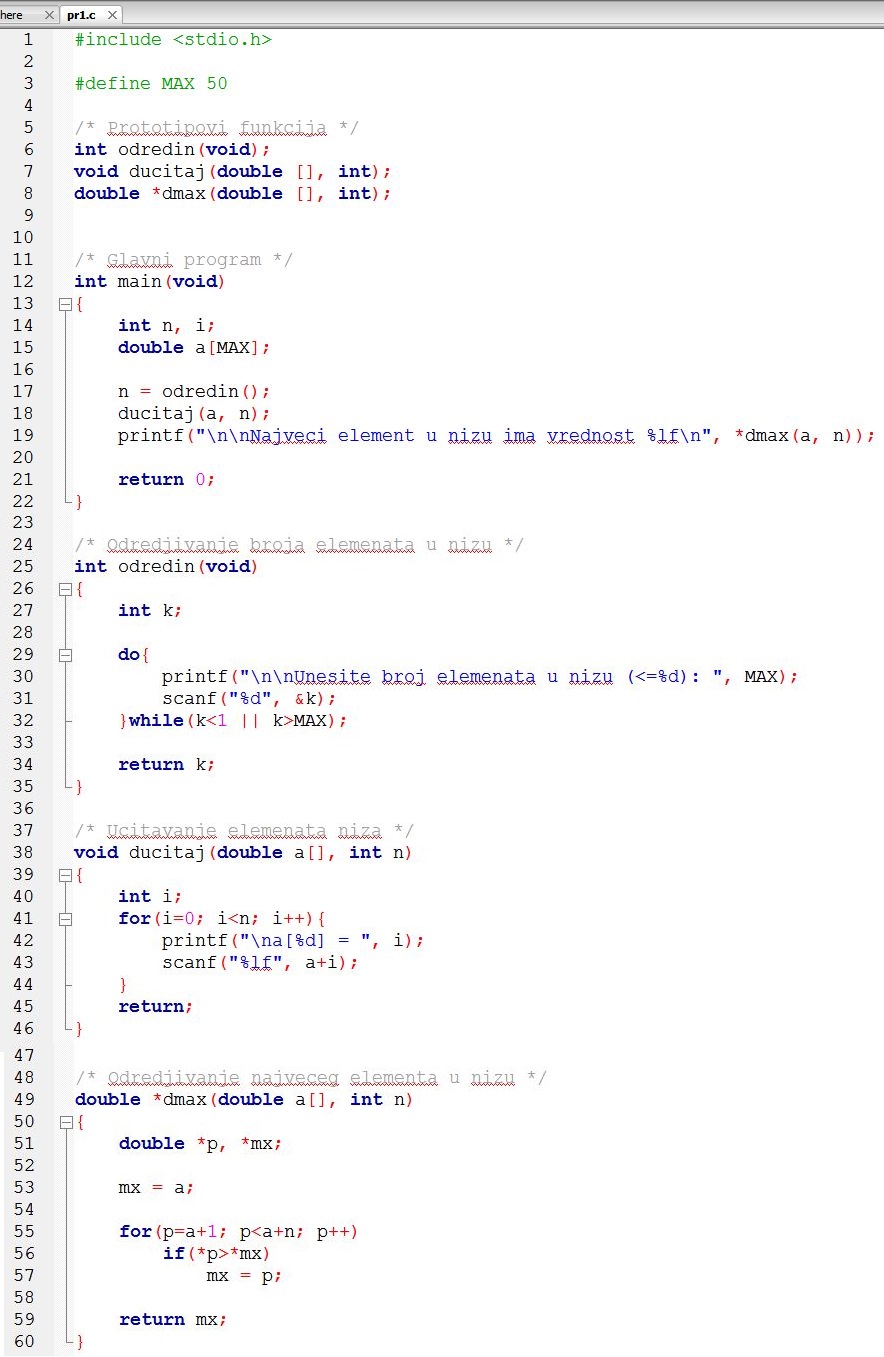 here × pr1.c ×
1 #include <stdio.h>
2
3 #define MAX 50
4
5 /* Prototipovi funkcija */
6 int odredin(void);
7 void ducitaj(double [], int);
8 double *dmax(double [], int);
9
10
11 /* Glavni program */
12 int main(void)
13 {
14     int n, i;
15     double a[MAX];
16
17     n = odredin();
18     ducitaj(a, n);
19     printf("\n\nNajveci element u nizu ima vrednost %lf\n", *dmax(a, n));
20
21     return 0;
22 }
23
24 /* Odredjivanje broja elemenata u nizu */
25 int odredin(void)
26 {
27     int k;
28
29     do{
30         printf("\n\nUnesite broj elemenata u nizu (<=%d): ", MAX);
31         scanf("%d", &k);
32     }while(k<1 || k>MAX);
33
34     return k;
35 }
36
37 /* Ucitavanje elemenata niza */
38 void ducitaj(double a[], int n)
39 {
40     int i;
41     for(i=0; i<n; i++){
42         printf("\na[%d] = ", i);
43         scanf("%lf", a+i);
44     }
45     return;
46 }
47
48 /* Odredjivanje najveceg elementa u nizu */
49 double *dmax(double a[], int n)
50 {
51     double *p, *mx;
52
53     mx = a;
54
55     for(p=a+1; p<a+n; p++)
56         if(*p>*mx)
57             mx = p;
58
59     return mx;
60 }